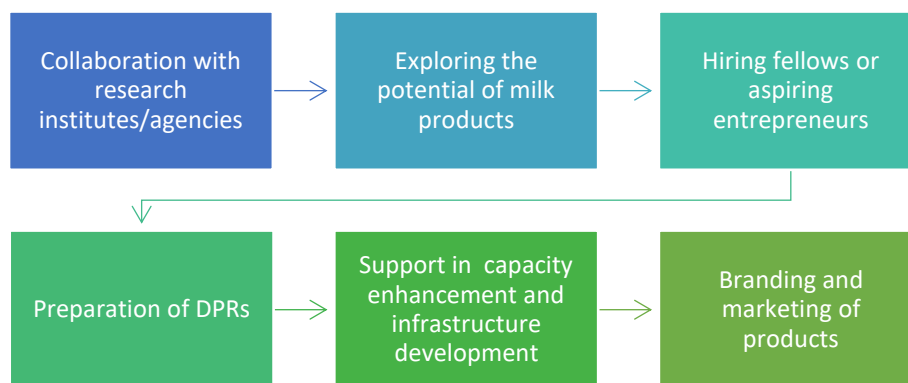 Collaboration with
research
institutes/agencies
Exploring the
potential of milk
products
Hiring fellows or
aspiring
entrepreneurs
Preparation of DPRs
Support in capacity
enhancement and
infrastructure
development
Branding and
marketing of
products